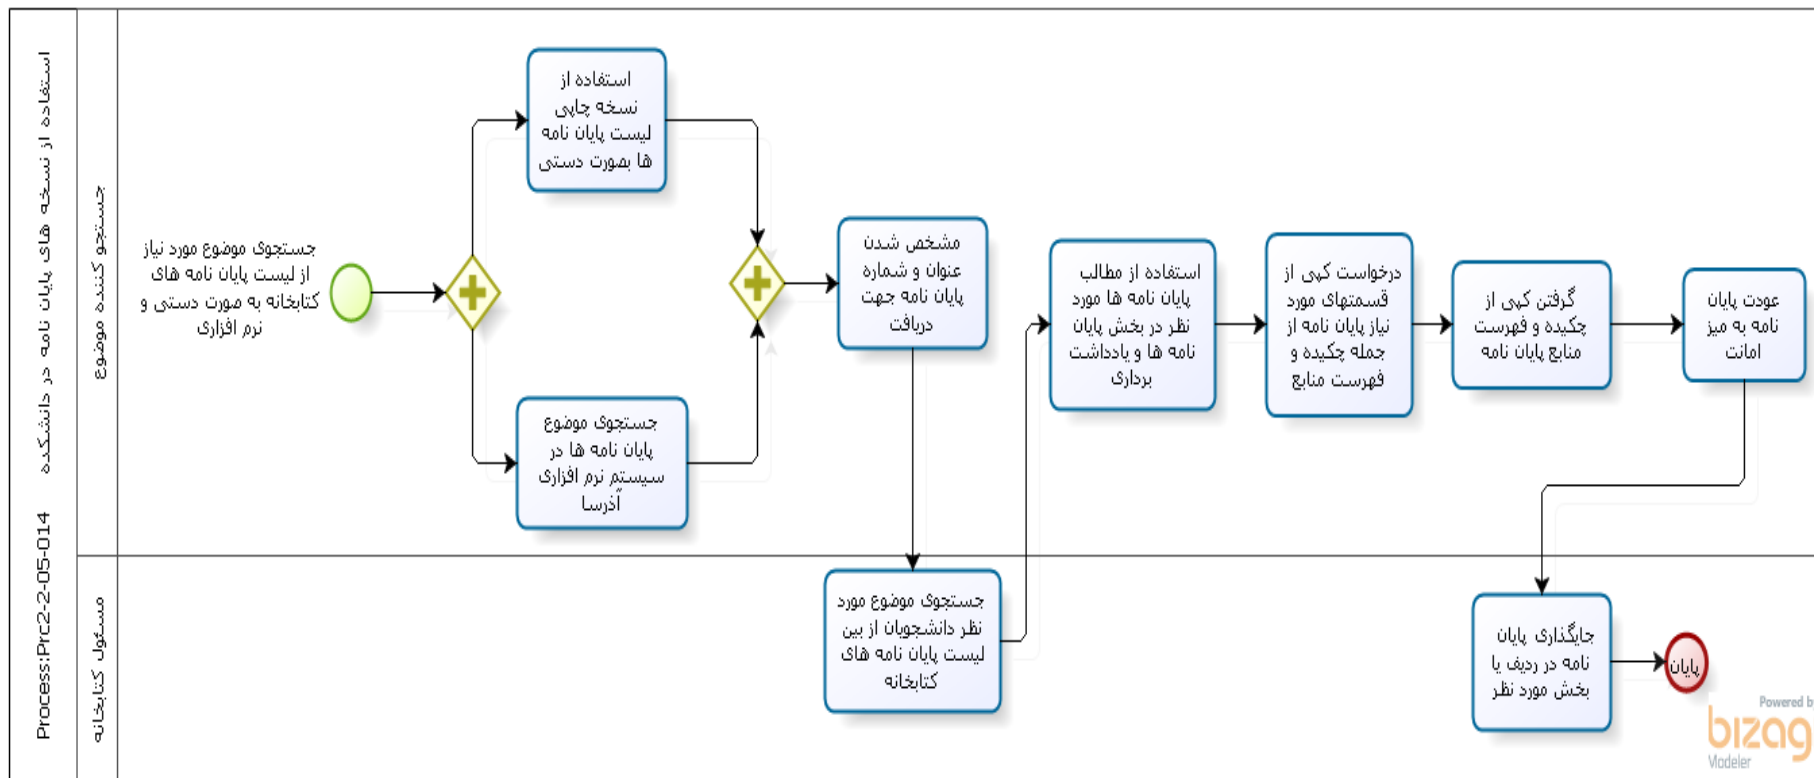 استفاده از نسخه های پایان نامه در دانشکده
Process:Prc2-2-05-014
جستجو کننده موضوع
مسئول کتابخانه
جستجوی موضوع مورد نیاز
از لیست پایان نامه های
کتابخانه به صورت دستی و
نرم افزاری
استفاده از
نسخه چاپی
لیست پایان نامه
ها بصورت دستی
جستجوی موضوع
پایان نامه ها در
سیستم نرم افزاری
آذرسا
مشخص شدن
عنوان و شماره
پایان نامه جهت
دریافت
جستجوی موضوع مورد
نظر دانشجویان از بین
لیست پایان نامه های
کتابخانه
استفاده از مطالب
پایان نامه ها مورد
نظر در بخش پایان
نامه ها و یادداشت
برداری
درخواست کپی از
قسمتهای مورد
نیاز پایان نامه از
جمله چکیده و
فهرست منابع
گرفتن کپی از
چکیده و فهرست
منابع پایان نامه
عودت پایان
نامه به میز
امانت
جایگذاری پایان
نامه در ردیف یا
بخش مورد نظر
پایان
Powered by
bizag
Modeler